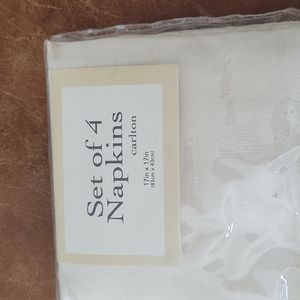 Set of 4
Napkins
carlton
17in x 17in
(43cm x 43cm)